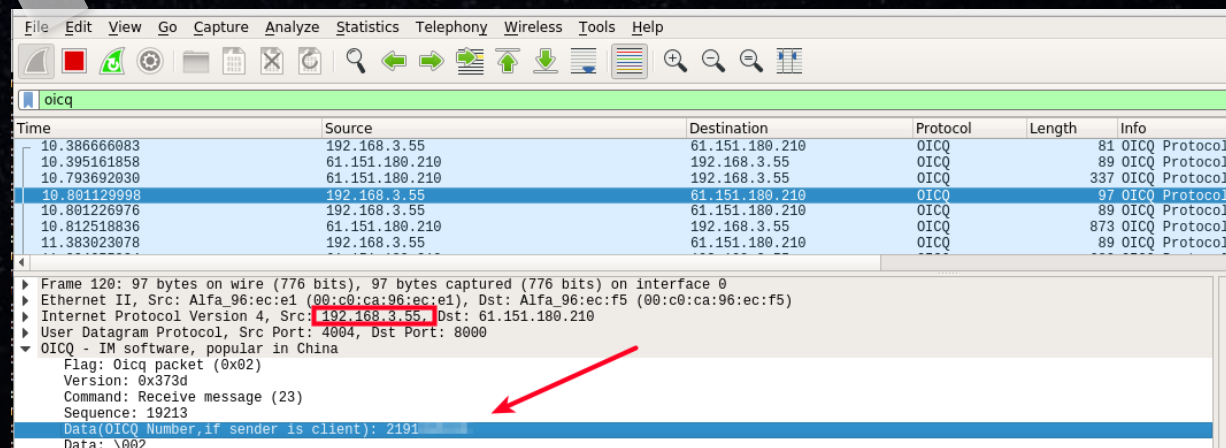 File Edit View Go Capture Analyze Statistics Telephony Wireless Tools Help
oicq
Time Source Destination Protocol Length Info
10.386666083 192.168.3.55 61.151.180.210 OICQ 81 OICQ Protocol
10.395161858 61.151.180.210 192.168.3.55 OICQ 89 OICQ Protocol
10.793692030 61.151.180.210 192.168.3.55 OICQ 337 OICQ Protocol
10.801129998 192.168.3.55 61.151.180.210 OICQ 97 OICQ Protocol
10.801226976 192.168.3.55 61.151.180.210 OICQ 89 OICQ Protocol
10.812518836 61.151.180.210 192.168.3.55 OICQ 873 OICQ Protocol
11.383023078 192.168.3.55 61.151.180.210 OICQ 89 OICQ Protocol
Frame 120: 97 bytes on wire (776 bits), 97 bytes captured (776 bits) on interface 0
Ethernet II, Src: Alfa_96:ec:e1 (00:c0:ca:96:ec:e1), Dst: Alfa_96:ec:f5 (00:c0:ca:96:ec:f5)
Internet Protocol Version 4, Src: 192.168.3.55, Dst: 61.151.180.210
User Datagram Protocol, Src Port: 4004, Dst Port: 8000
OICQ - IM software, popular in China
Flag: Oicq packet (0x02)
Version: 0x373d
Command: Receive message (23)
Sequence: 19213
Data(OICQ Number,if sender is client): 2191
Data: \002